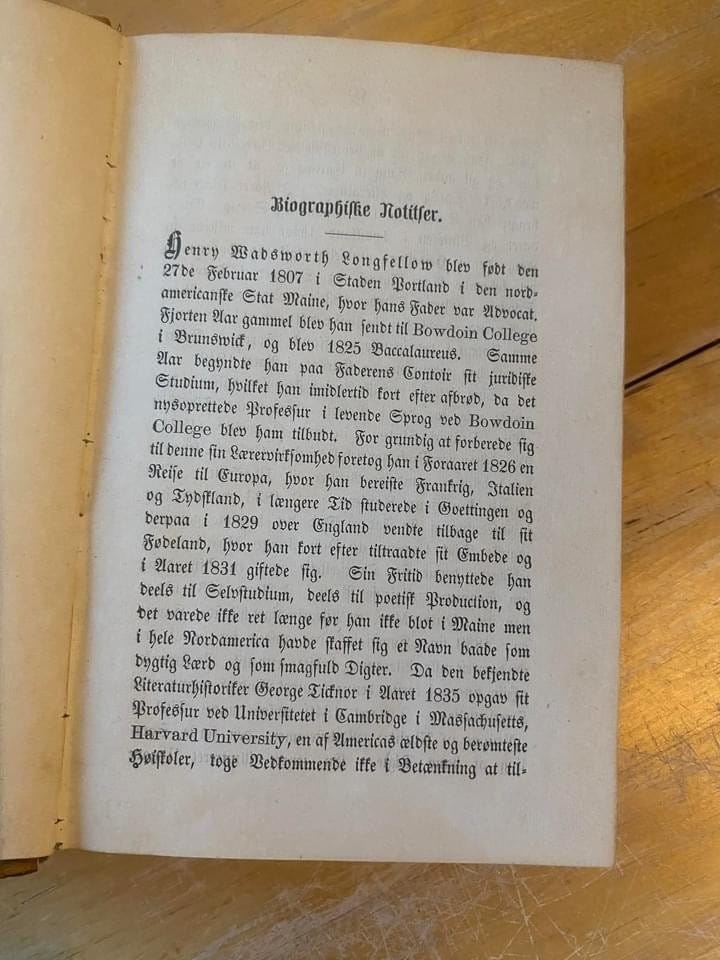 Biographiske Notitser.
Henry Wadsworth Longfellow blev født den
27de Februar 1807 i Staden Portland i den nord-
americanske Stat Maine, hvor hans Fader var Advocat.
Fjorten Aar gammel blev han sendt til Bowdoin College
i Brunswick, og blev 1825 Baccalaureus. Samme
Aar begyndte han paa Faderens Contoir sit juridiske
Studium, hvilket han imidlertid kort efter afbrød, da det
nysoprettede Professur i levende Sprog ved Bowdoin
College blev ham tilbudt. For grundig at forberede sig
til denne sin Lærervirksomhed foretog han i Foraaret 1826 en
Reise til Europa, hvor han bereiste Frankrig, Italien
og Tydskland, i længere Tid studerede i Goettingen og
derpaa i 1829 over England vendte tilbage til sit
Fødeland, hvor han kort efter tiltraadte sit Embede og
i Aaret 1831 giftede sig. Sin Fritid benyttede han
deels til Selvstudium, deels til poetisk Production, og
det varede ikke ret længe før han ikke blot i Maine men
i hele Nordamerica havde skaffet sig et Navn baade som
dygtig Lærd og som smagfuld Digter. Da den bekjendte
Literaturhistoriker George Ticknor i Aaret 1835 opgav sit
Professur ved Universitetet i Cambridge i Massachusetts,
Harvard University, en af Americas ældste og berømteste
Høiskoler, toge Vedkommende ikke i Betænkning at til-